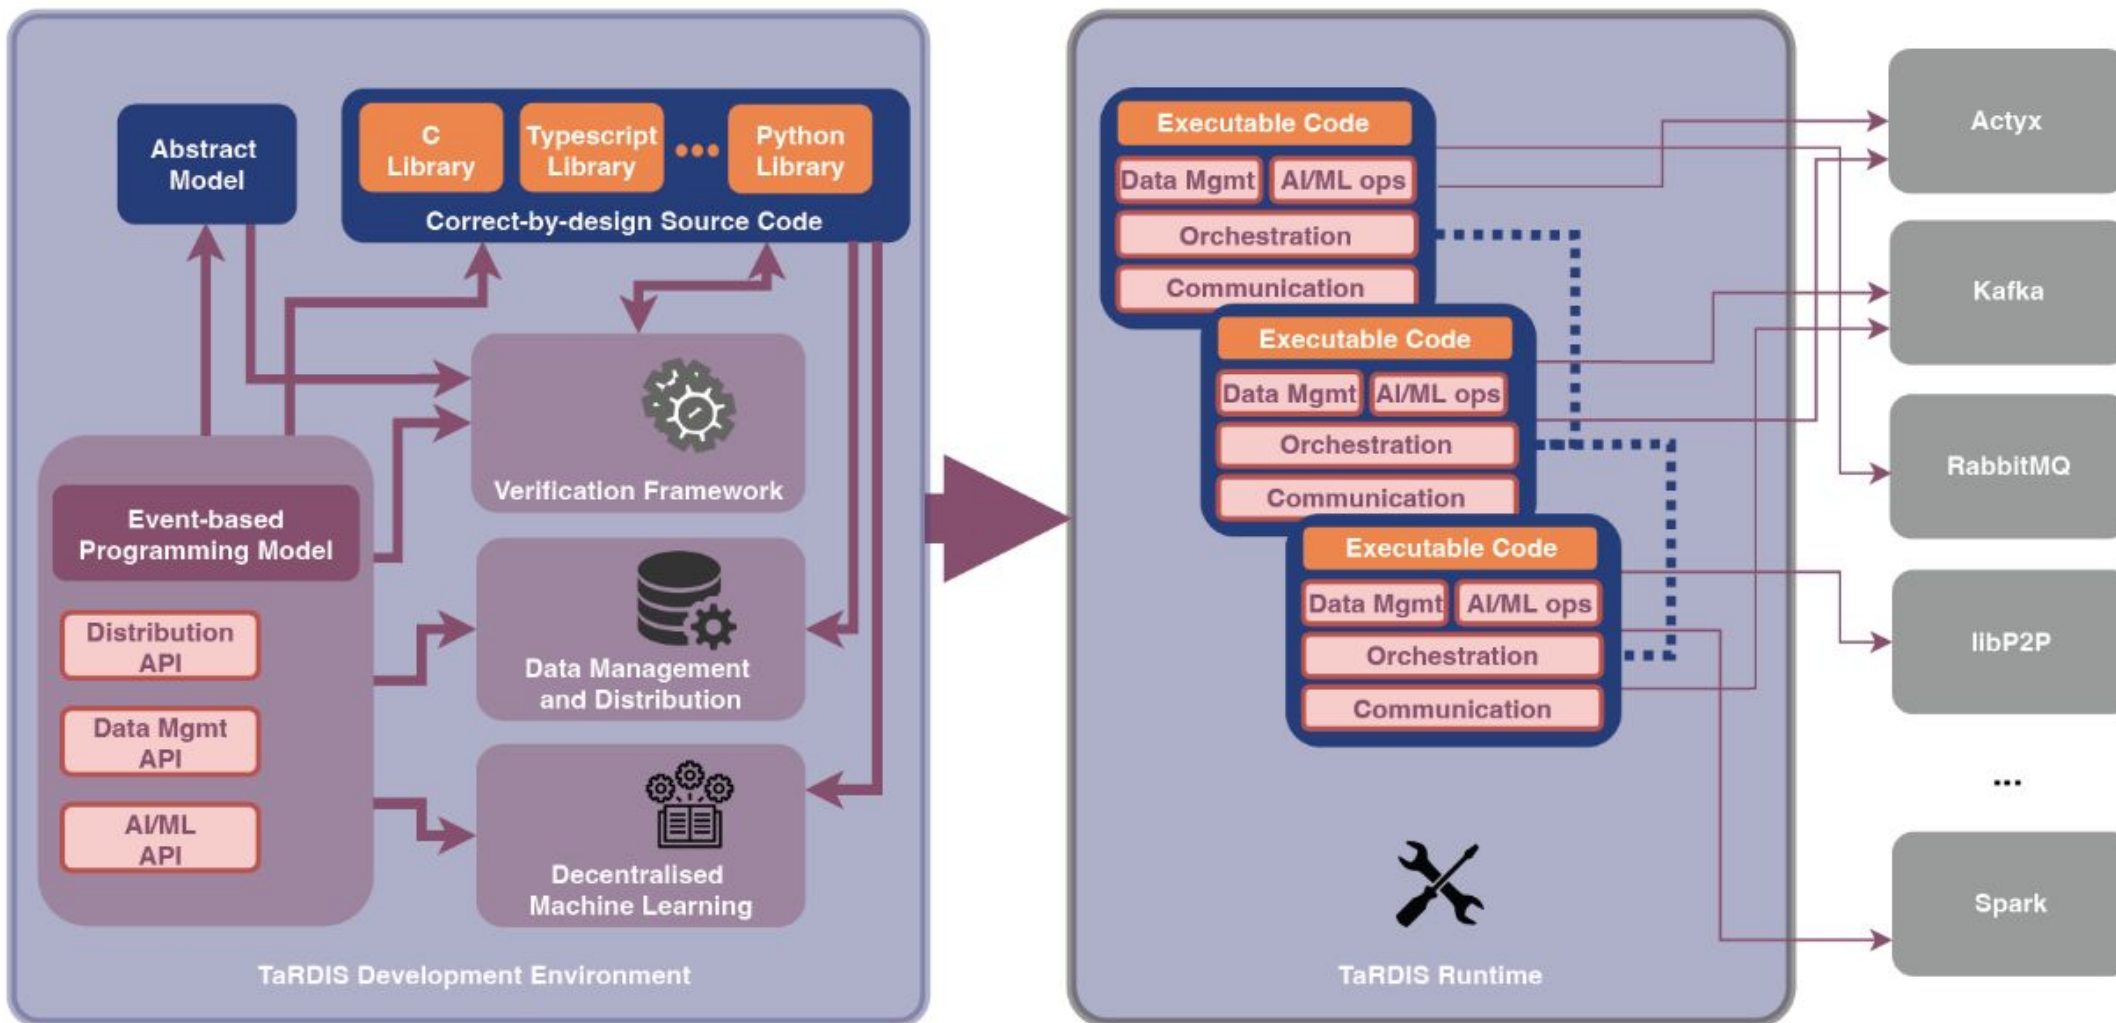 Abstract
Model
C
Library
Typescript
Library
Python
Library
Correct-by-design Source Code
Verification Framework
Event-based
Programming Model
Distribution
API
Data Mgmt
API
AI/ML
API
Data Management
and Distribution
Decentralised
Machine Learning
TaRDIS Development Environment
Executable Code
Data Mgmt
AI/ML ops
Orchestration
Communication
Executable Code
Data Mgmt
AI/ML ops
Orchestration
Communication
Executable Code
Data Mgmt
AI/ML ops
Orchestration
Communication
TaRDIS Runtime
Actyx
Kafka
RabbitMQ
libP2P
...
Spark